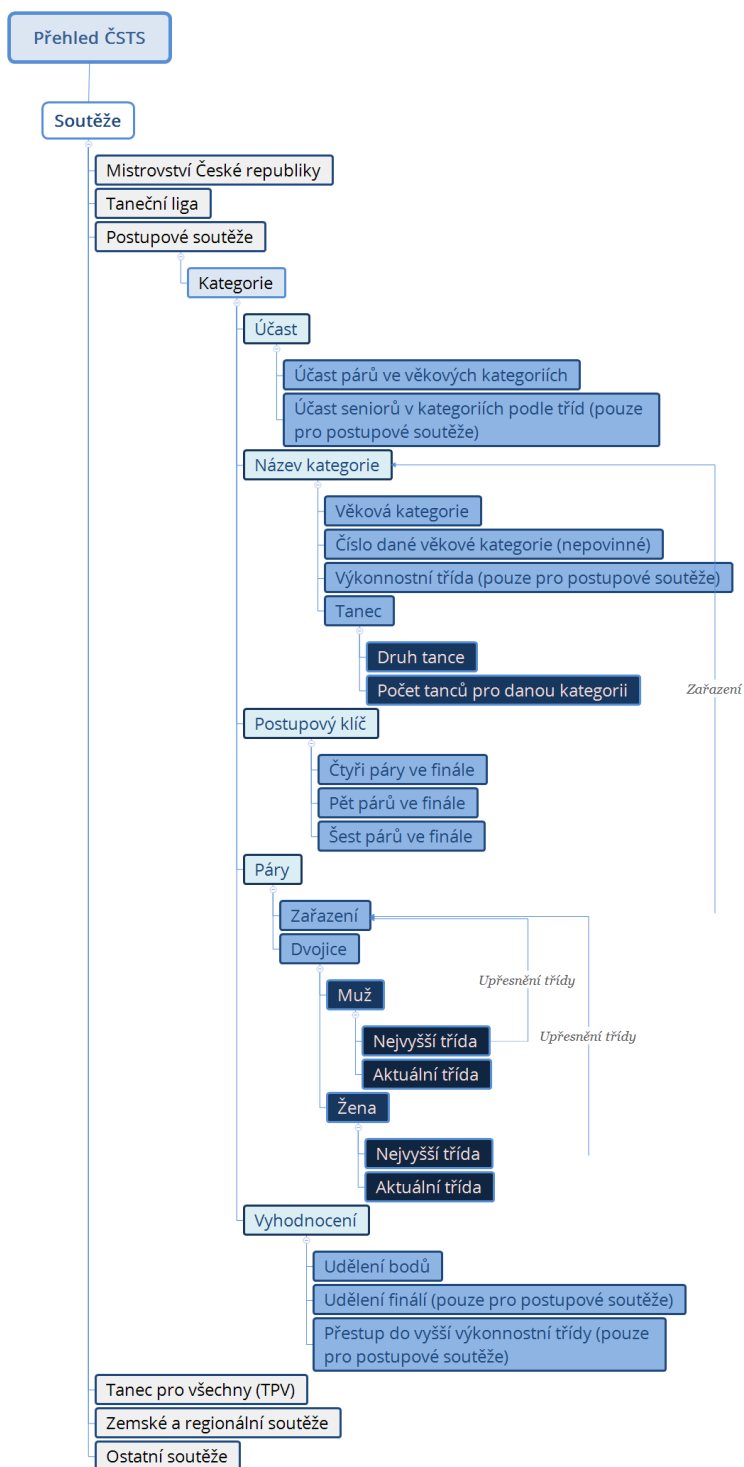 Přehled ČSTS
Soutěže
Mistrovství České republiky
Taneční liga
Postupové soutěže
Kategorie
Účast
Účast párů ve věkových kategoriích
Účast seniorů v kategoriích podle tříd (pouze
pro postupové soutěže)
Název kategorie
Věková kategorie
Číslo dané věkové kategorie (nepovinné)
Výkonnostní třída (pouze pro postupové soutěže)
Tanec
Druh tance
Počet tanců pro danou kategorii
Zařazení
Postupový klíč
Čtyři páry ve finále
Pět párů ve finále
Šest párů ve finále
Páry
Zařazení
Dvojice
Muž
Upřesnění třídy
Nejvyšší třída
Upřesnění třídy
Aktuální třída
Žena
Nejvyšší třída
Aktuální třída
Vyhodnocení
Udělení bodů
Udělení finálí (pouze pro postupové soutěže)
Přestup do vyšší výkonnostní třídy (pouze
pro postupové soutěže)
Tanec pro všechny (TPV)
Zemské a regionální soutěže
Ostatní soutěže